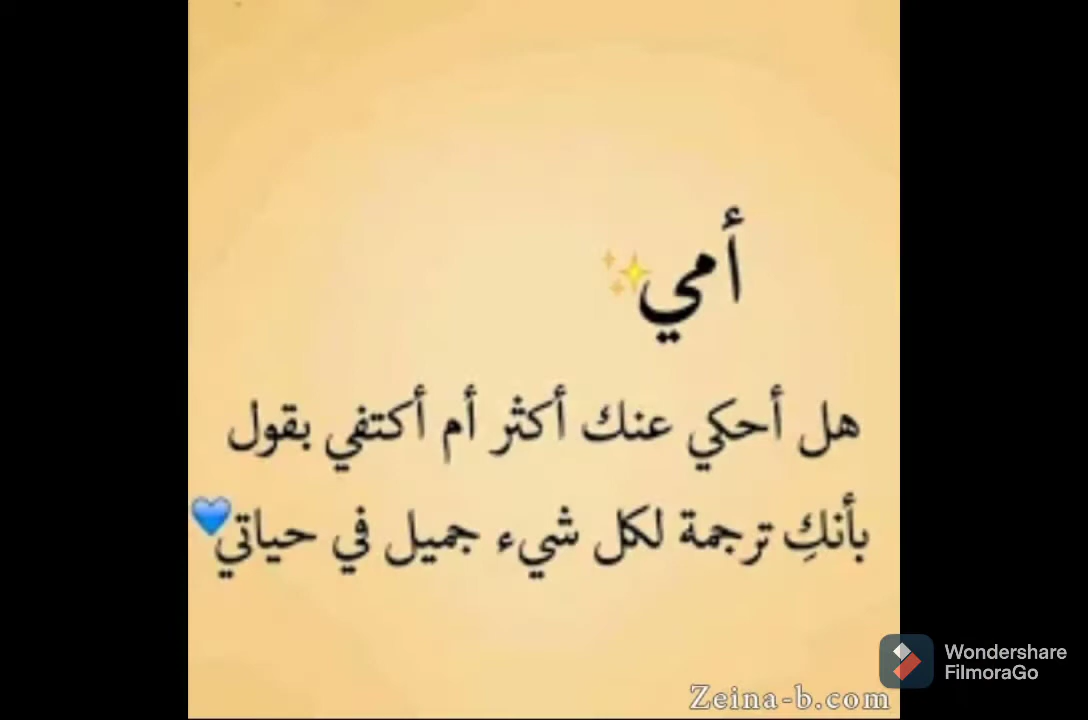 أمي✨
هل أحكي عنك أكثر أم أكتفي بقول
بأنكِ ترجمة لكل شيء جميل في حياتي💙
Wondershare
FilmoraGo
Zeina-b.com